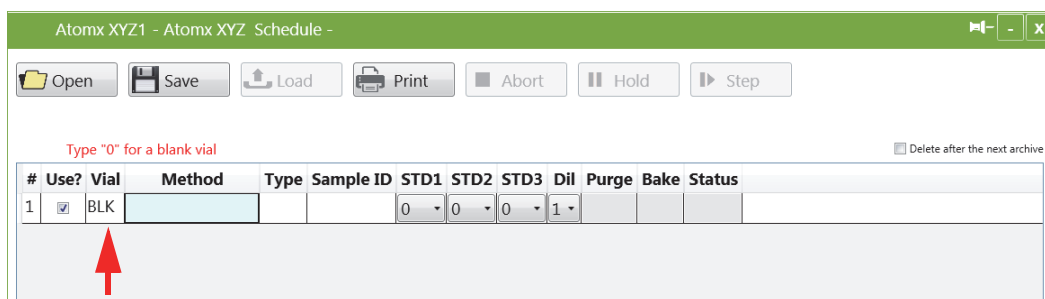 Atomx XYZ1 - Atomx XYZ Schedule -
- x
Open Save Load Print Abort Hold Step
Type "0" for a blank vial
Delete after the next archive
# Use? Vial Method Type Sample ID STD1 STD2 STD3 Dil Purge Bake Status
1 BLK 0 0 0 1